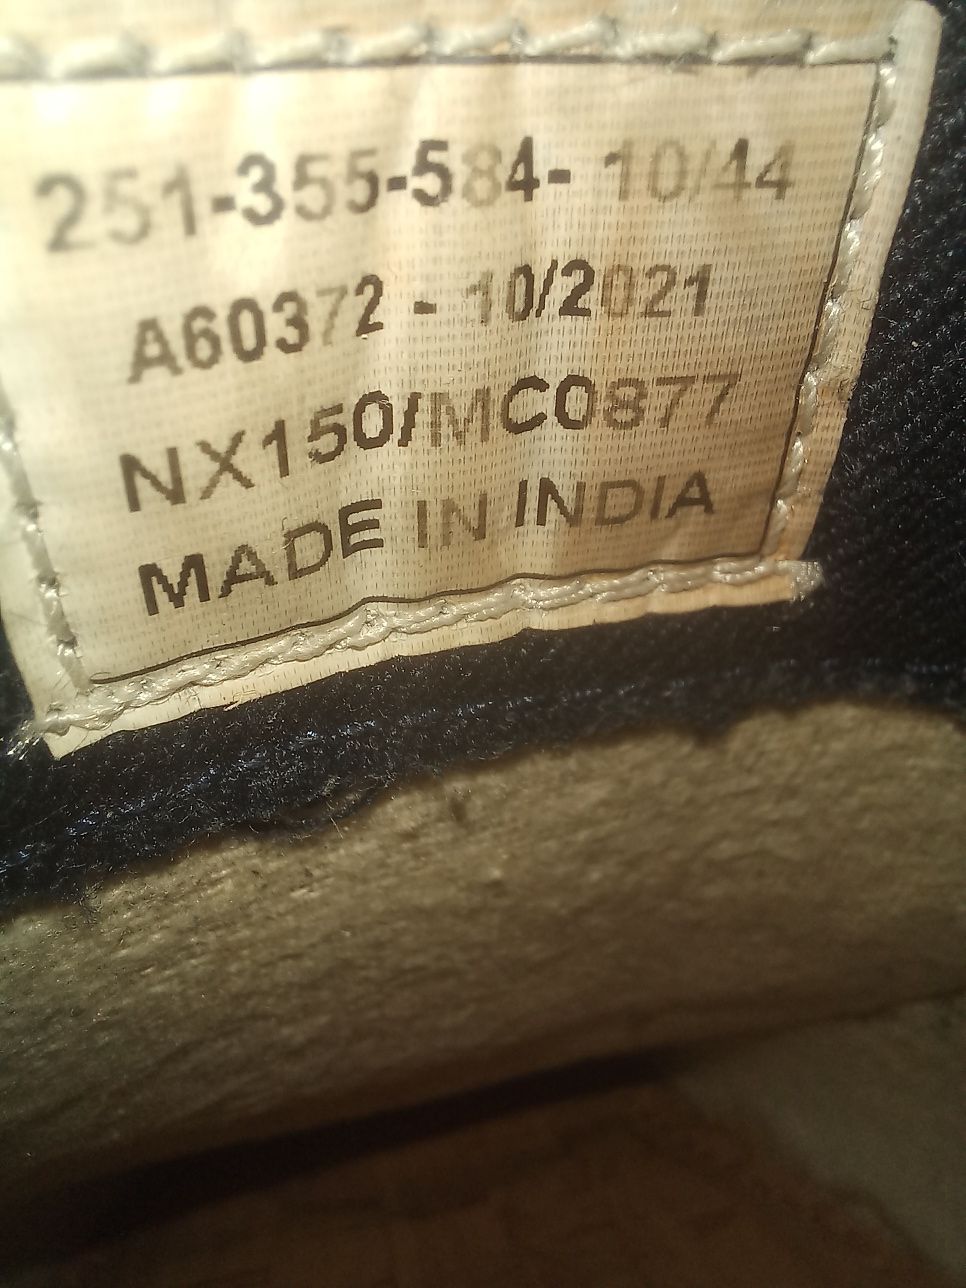 251-355-584- 10/44
A60372 - 10/2021
NX150/MC0877
MADE IN INDIA